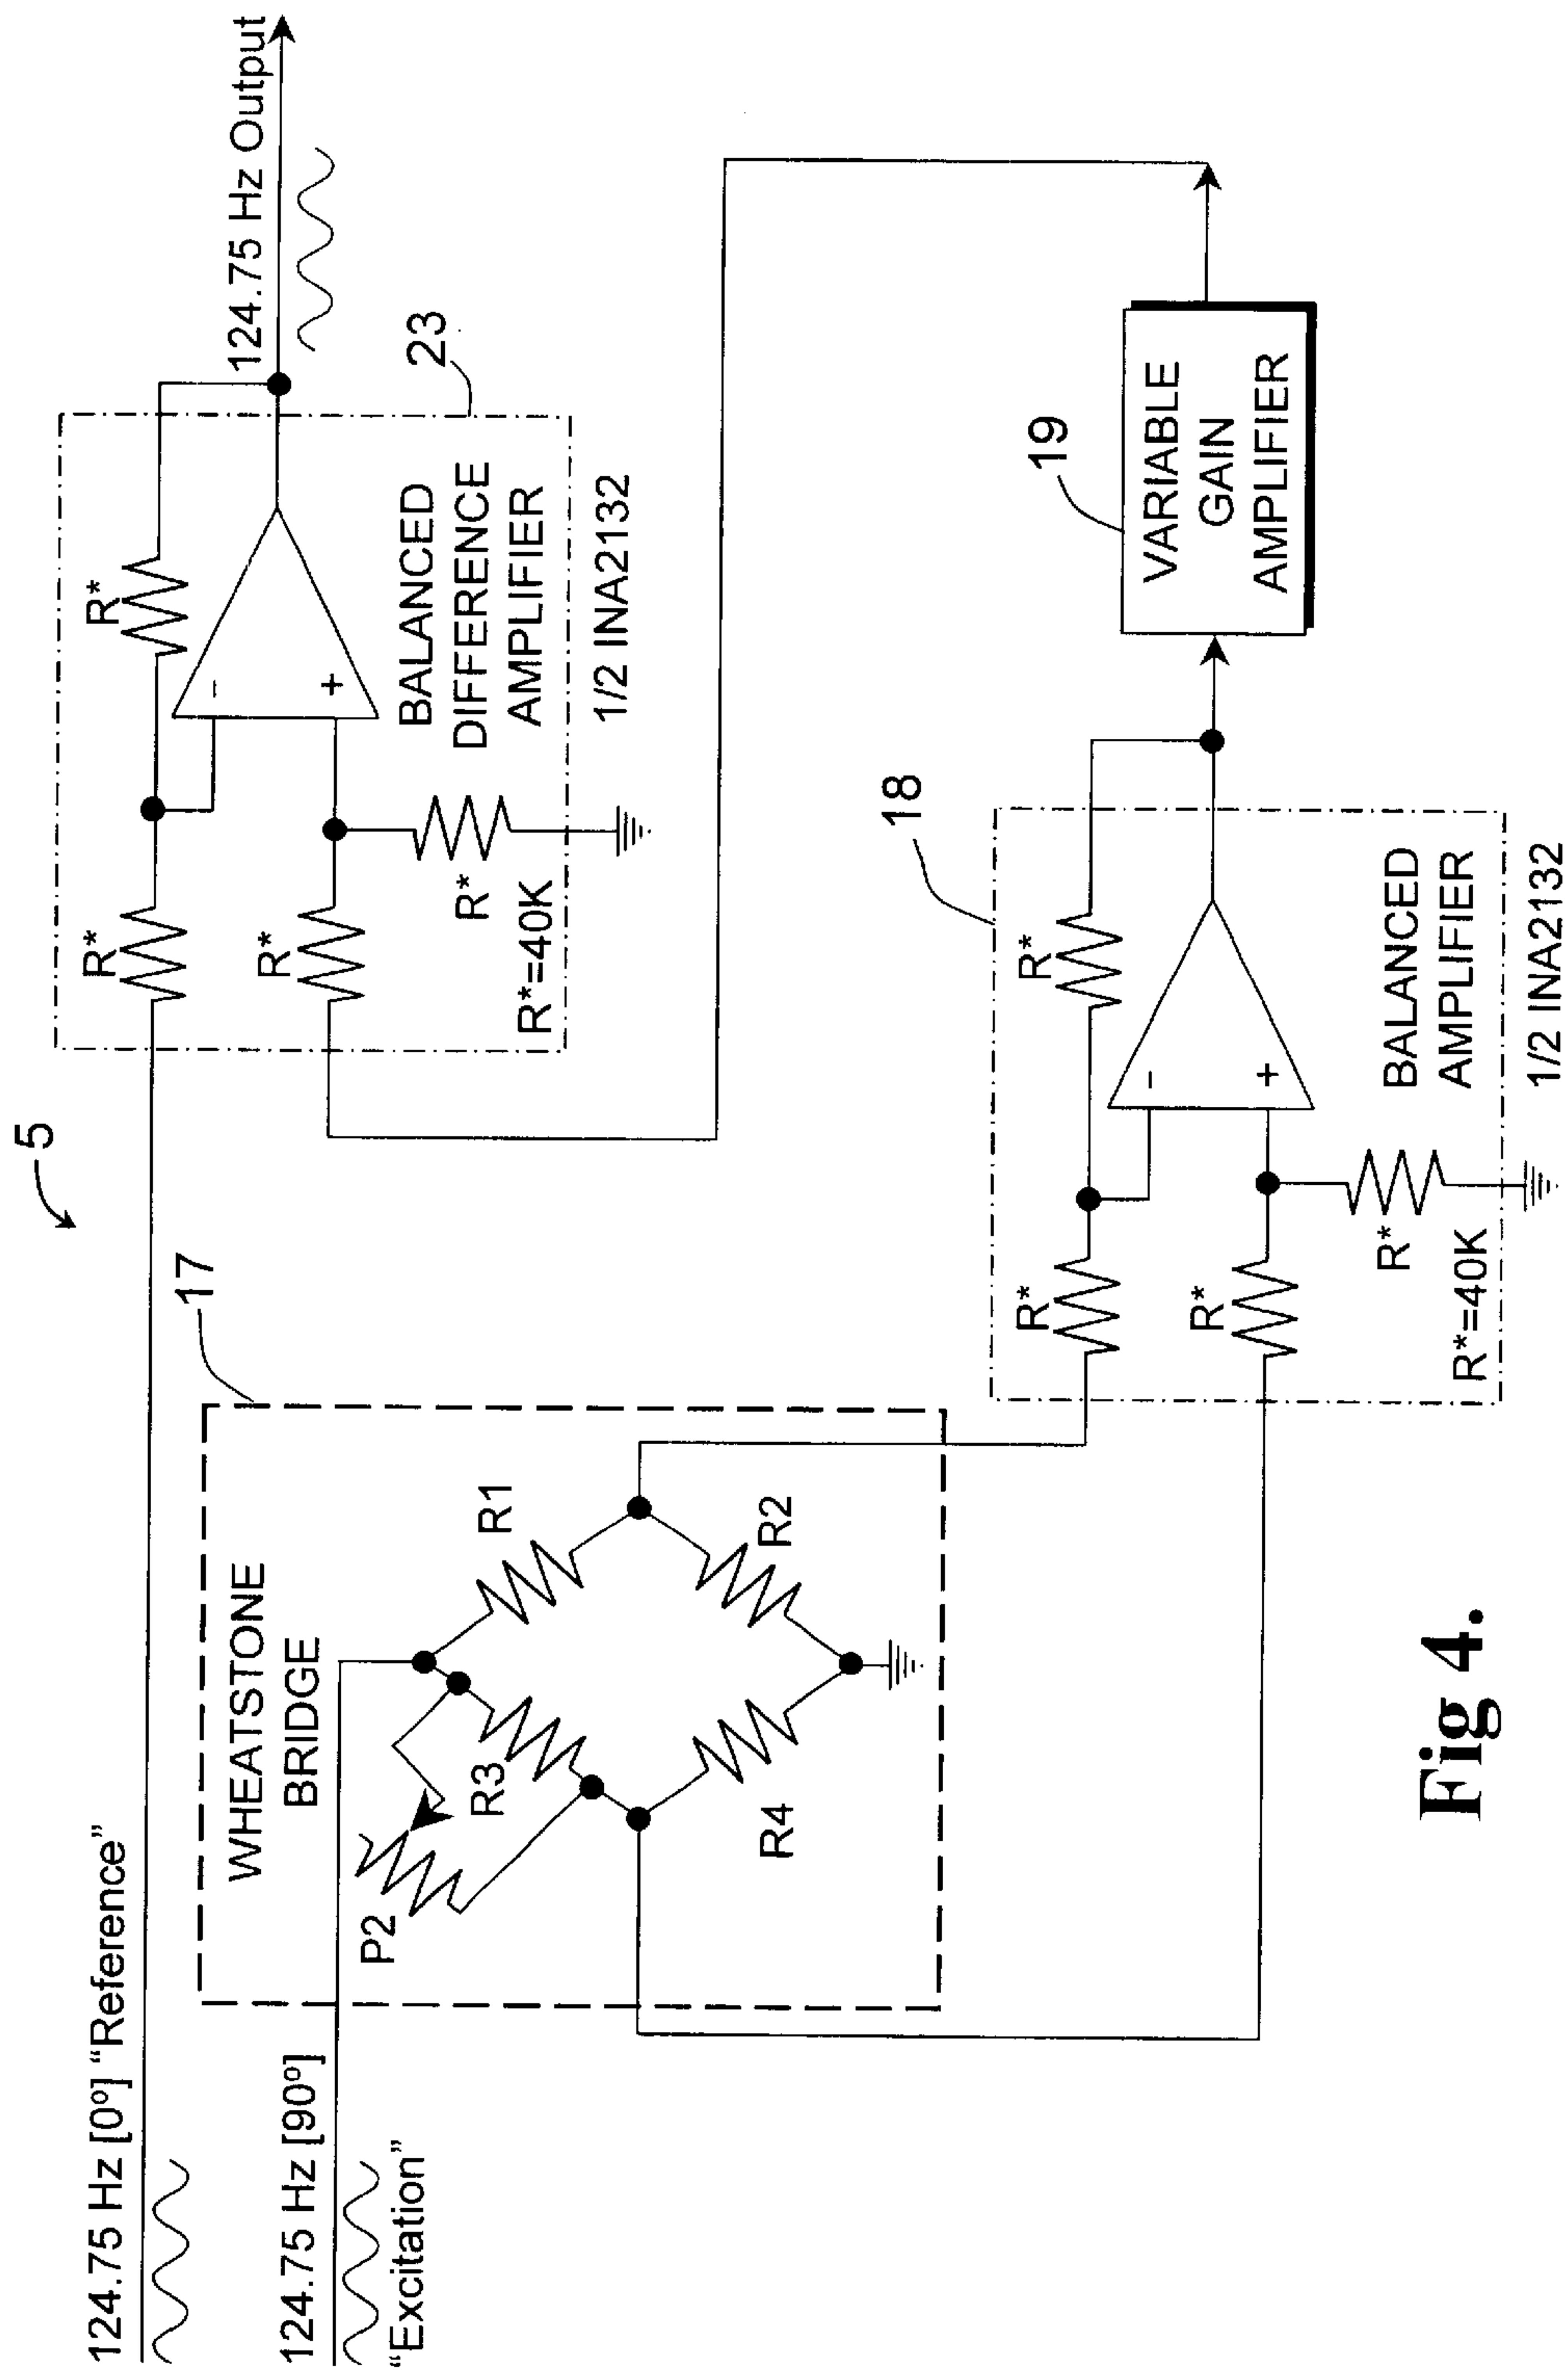 5
124.75 Hz [0º] “Reference”
124.75 Hz [90º]
“Excitation”
WHEATSTONE
BRIDGE
17
P2
R3
R1
R4
R2
R*
R*
R*
R*
R*=40K
-
+
BALANCED
DIFFERENCE
AMPLIFIER
1/2 INA2132
23
124.75 Hz Output
18
R*
R*
R*
R*
R*=40K
-
+
BALANCED
AMPLIFIER
1/2 INA2132
19
VARIABLE
GAIN
AMPLIFIER
Fig 4.